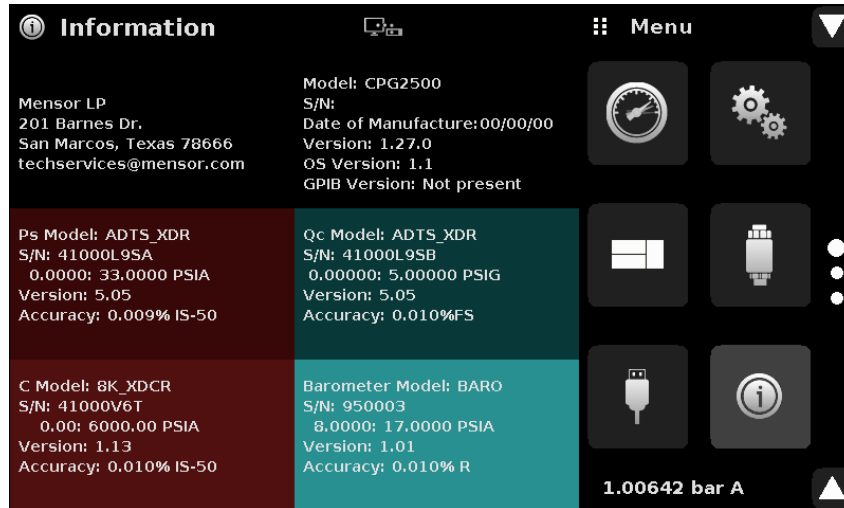 Information
Mensor LP
201 Barnes Dr.
San Marcos, Texas 78666
techservices@mensor.com
Model: CPG2500
S/N:
Date of Manufacture:00/00/00
Version: 1.27.0
OS Version: 1.1
GPIB Version: Not present
Ps Model: ADTS_XDR
S/N: 41000L9SA
0.0000: 33.0000 PSIA
Version: 5.05
Accuracy: 0.009% IS-50
Qc Model: ADTS_XDR
S/N: 41000L9SB
0.00000: 5.00000 PSIG
Version: 5.05
Accuracy: 0.010%FS
C Model: 8K_XDCR
S/N: 41000V6T
0.00: 6000.00 PSIA
Version: 1.13
Accuracy: 0.010% IS-50
Barometer Model: BARO
S/N: 950003
8.0000: 17.0000 PSIA
Version: 1.01
Accuracy: 0.010% R
Menu
1.00642 bar A